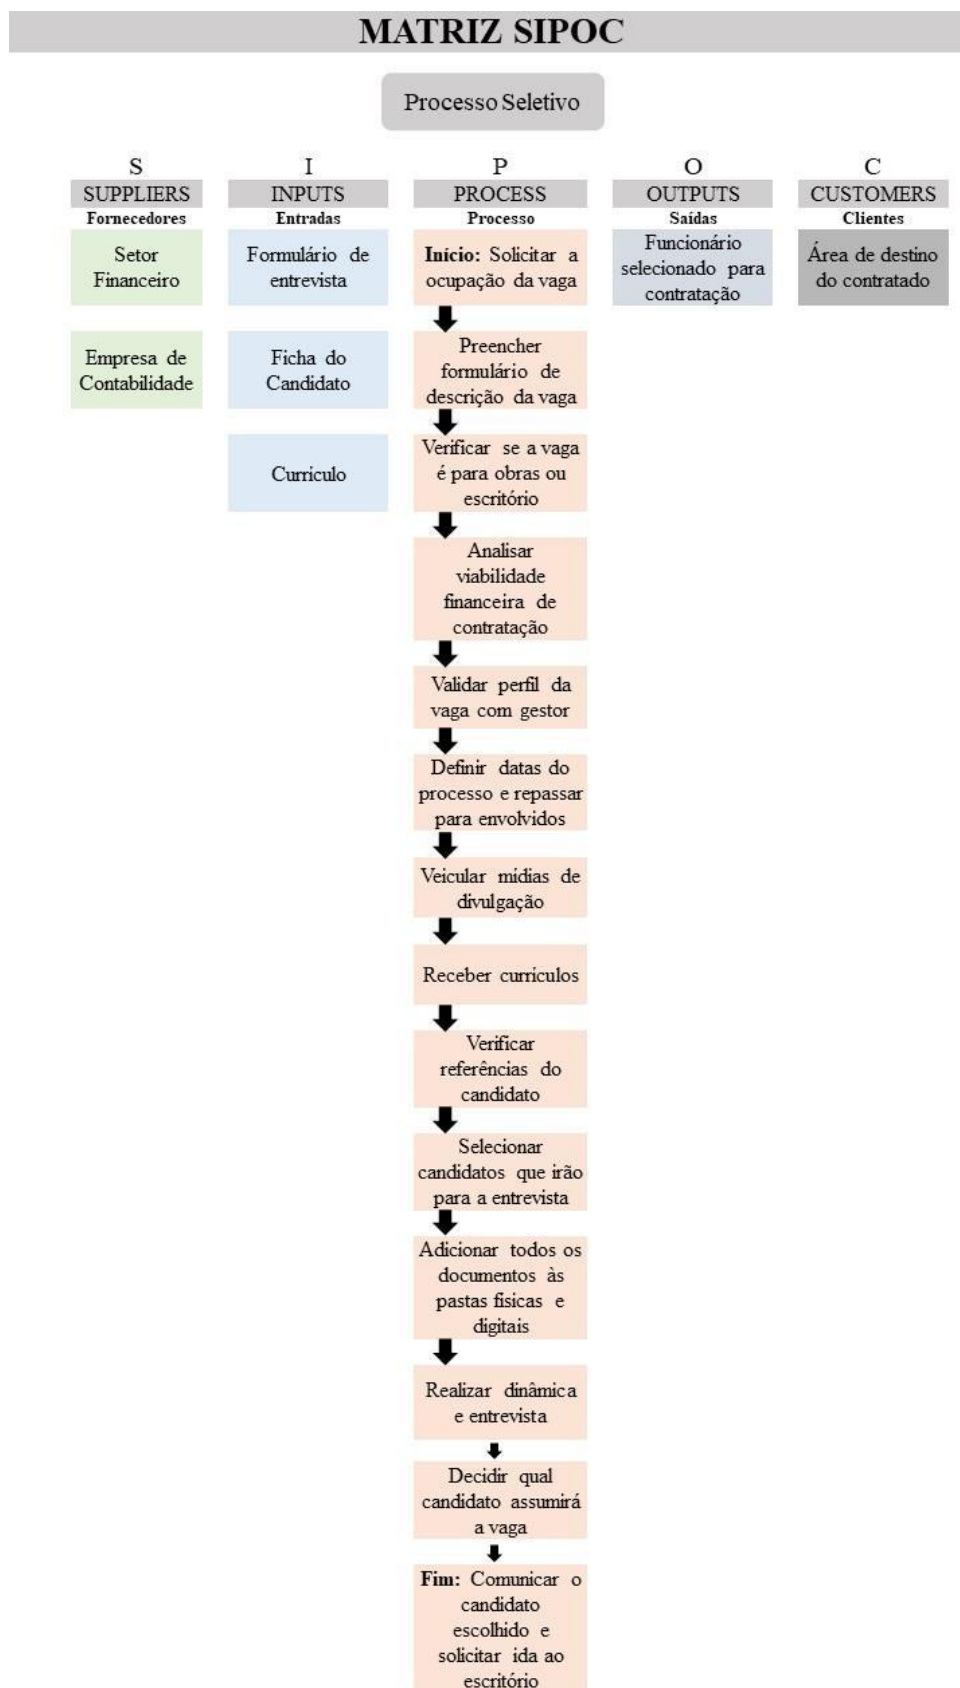 MATRIZ SIPOC
Processo Seletivo
S
SUPPLIERS
Fornecedores
Setor
Financeiro
Empresa de
Contabilidade
I
INPUTS
Entradas
Formulário de
entrevista
Ficha do
Candidato
Currículo
P
PROCESS
Processo
Início: Solicitar a
ocupação da vaga
Preencher
formulário de
descrição da vaga
Verificar se a vaga
é para obras ou
escritório
Analisar
viabilidade
financeira de
contratação
Validar perfil da
vaga com gestor
Definir datas do
processo e repassar
para envolvidos
Veicular mídias de
divulgação
Receber currículos
Verificar
referências do
candidato
Selecionar
candidatos que irão
para a entrevista
Adicionar todos os
documentos às
pastas físicas e
digitais
Realizar dinâmica
e entrevista
Decidir qual
candidato assumirá
a vaga
Fim: Comunicar o
candidato
escolhido e
solicitar ida ao
escritório
O
OUTPUTS
Saídas
Funcionário
selecionado para
contratação
C
CUSTOMERS
Clientes
Área de destino
do contratado